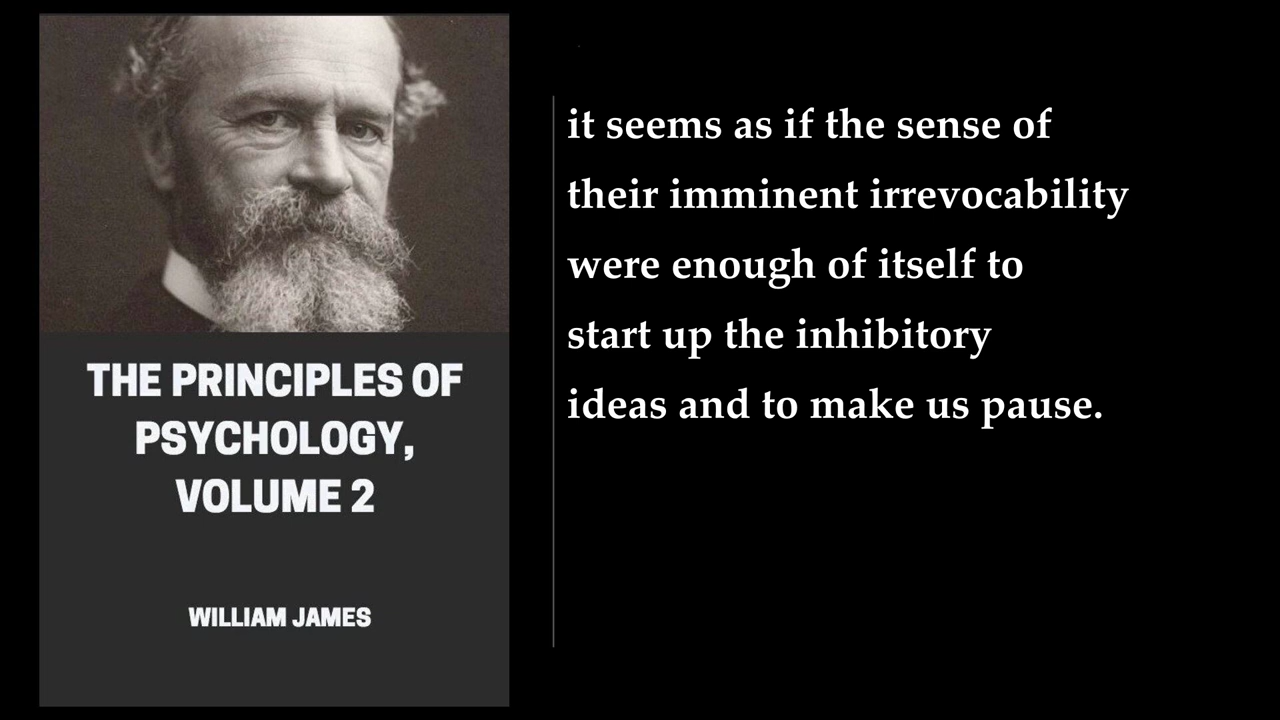 THE PRINCIPLES OF
PSYCHOLOGY,
VOLUME 2
WILLIAM JAMES
it seems as if the sense of
their imminent irrevocability
were enough of itself to
start up the inhibitory
ideas and to make us pause.